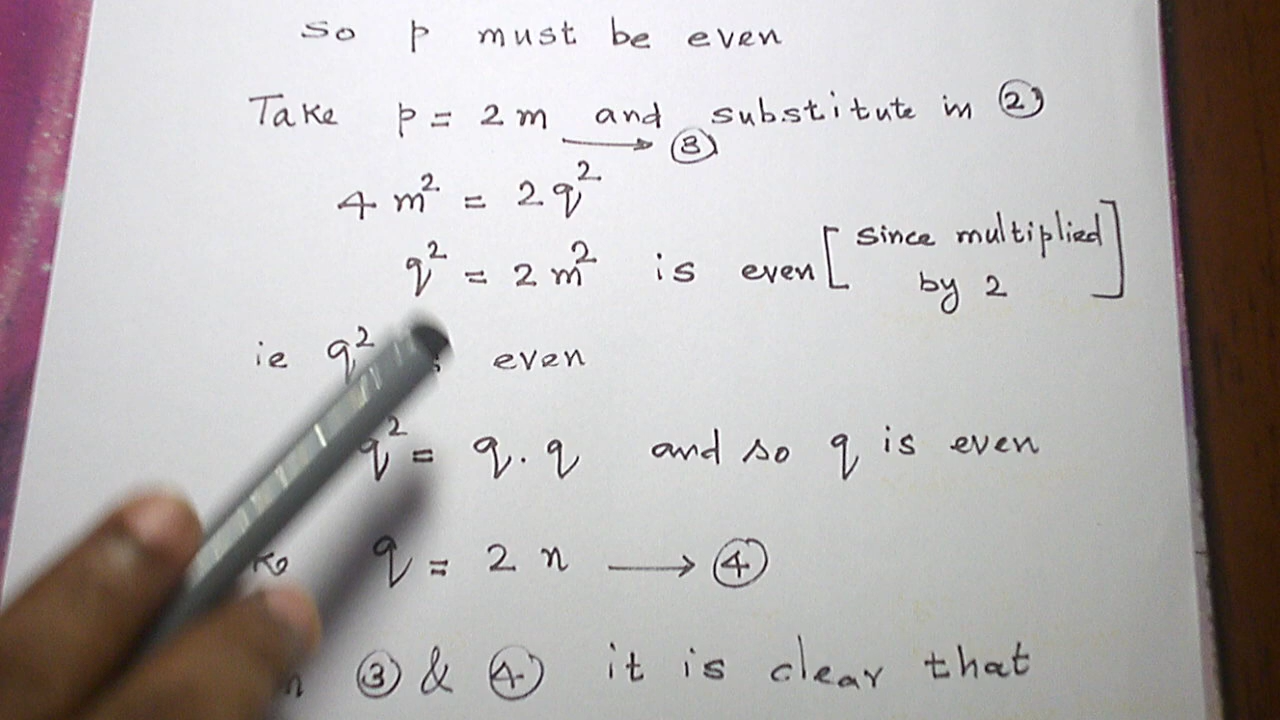 So p must be even
Take p = 2m and substitute in ②
⟶ ③
4m² = 2q²
q² = 2m² is even [since multiplied
by 2]
ie q² even
q² = q.q and so q is even
q = 2n ⟶ ④
③ & ④ it is clear that